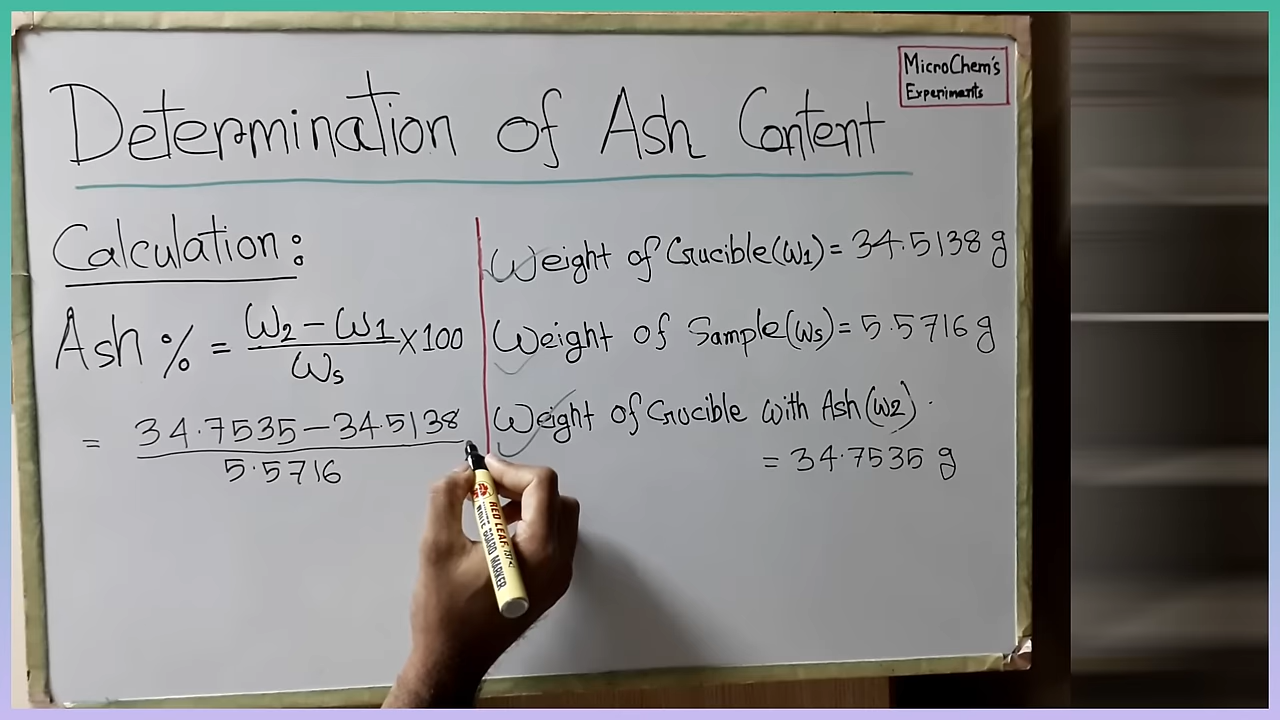 MicroChem's
Experiments
Determination of Ash Content
Calculation:
Ash % = W2 - W1 / Ws × 100
= 34.7535 - 34.5138 / 5.5716
Weight of Crucible (W1) = 34.5138 g
Weight of Sample (Ws) = 5.5716 g
Weight of Crucible with Ash (W2)
= 34.7535 g
RED LEAF
WHITE BOARD MARKER